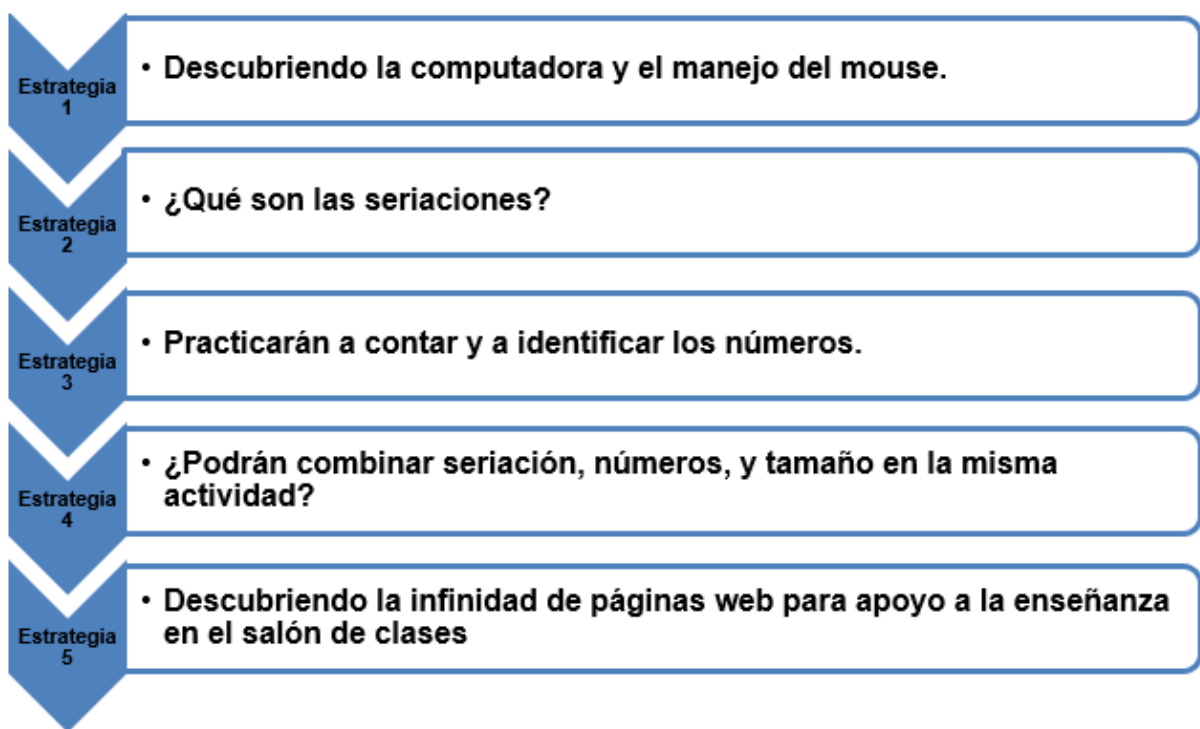 Estrategia
1
• Descubriendo la computadora y el manejo del mouse.
Estrategia
2
• ¿Qué son las seriaciones?
Estrategia
3
• Practicarán a contar y a identificar los números.
Estrategia
4
• ¿Podrán combinar seriación, números, y tamaño en la misma
actividad?
Estrategia
5
• Descubriendo la infinidad de páginas web para apoyo a la enseñanza
en el salón de clases